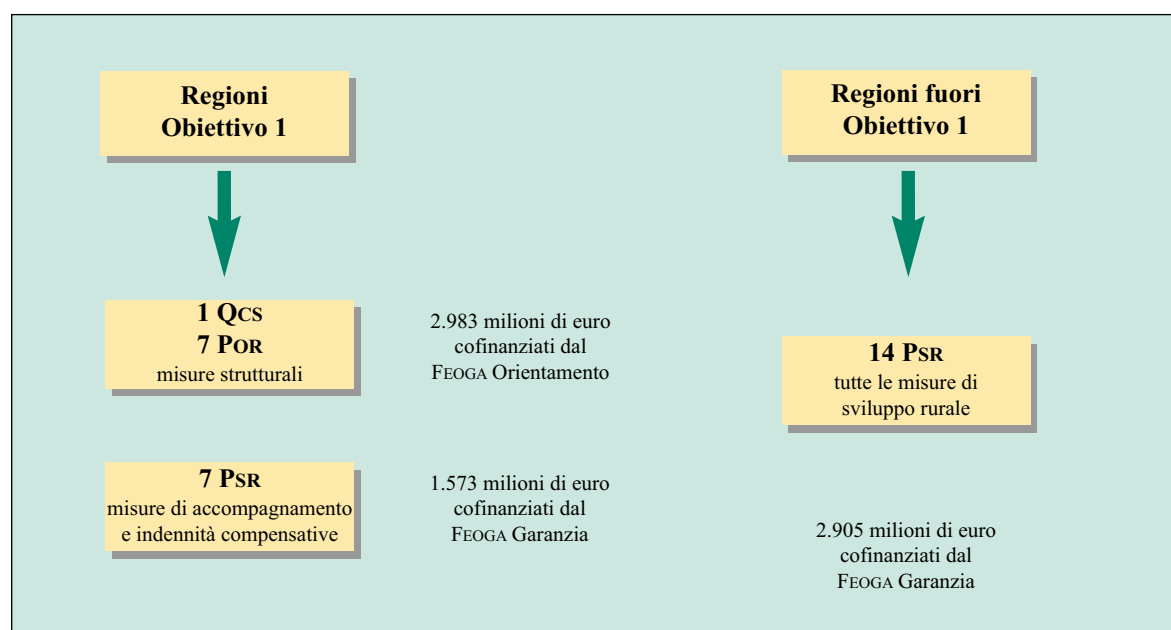 Regioni
Obiettivo 1
Regioni fuori
Obiettivo 1
1 QCS
7 POR
misure strutturali
2.983 milioni di euro
cofinanziati dal
FEOGA Orientamento
14 PSR
tutte le misure di
sviluppo rurale
7 PSR
misure di accompagnamento
e indennità compensative
1.573 milioni di euro
cofinanziati dal
FEOGA Garanzia
2.905 milioni di euro
cofinanziati dal
FEOGA Garanzia